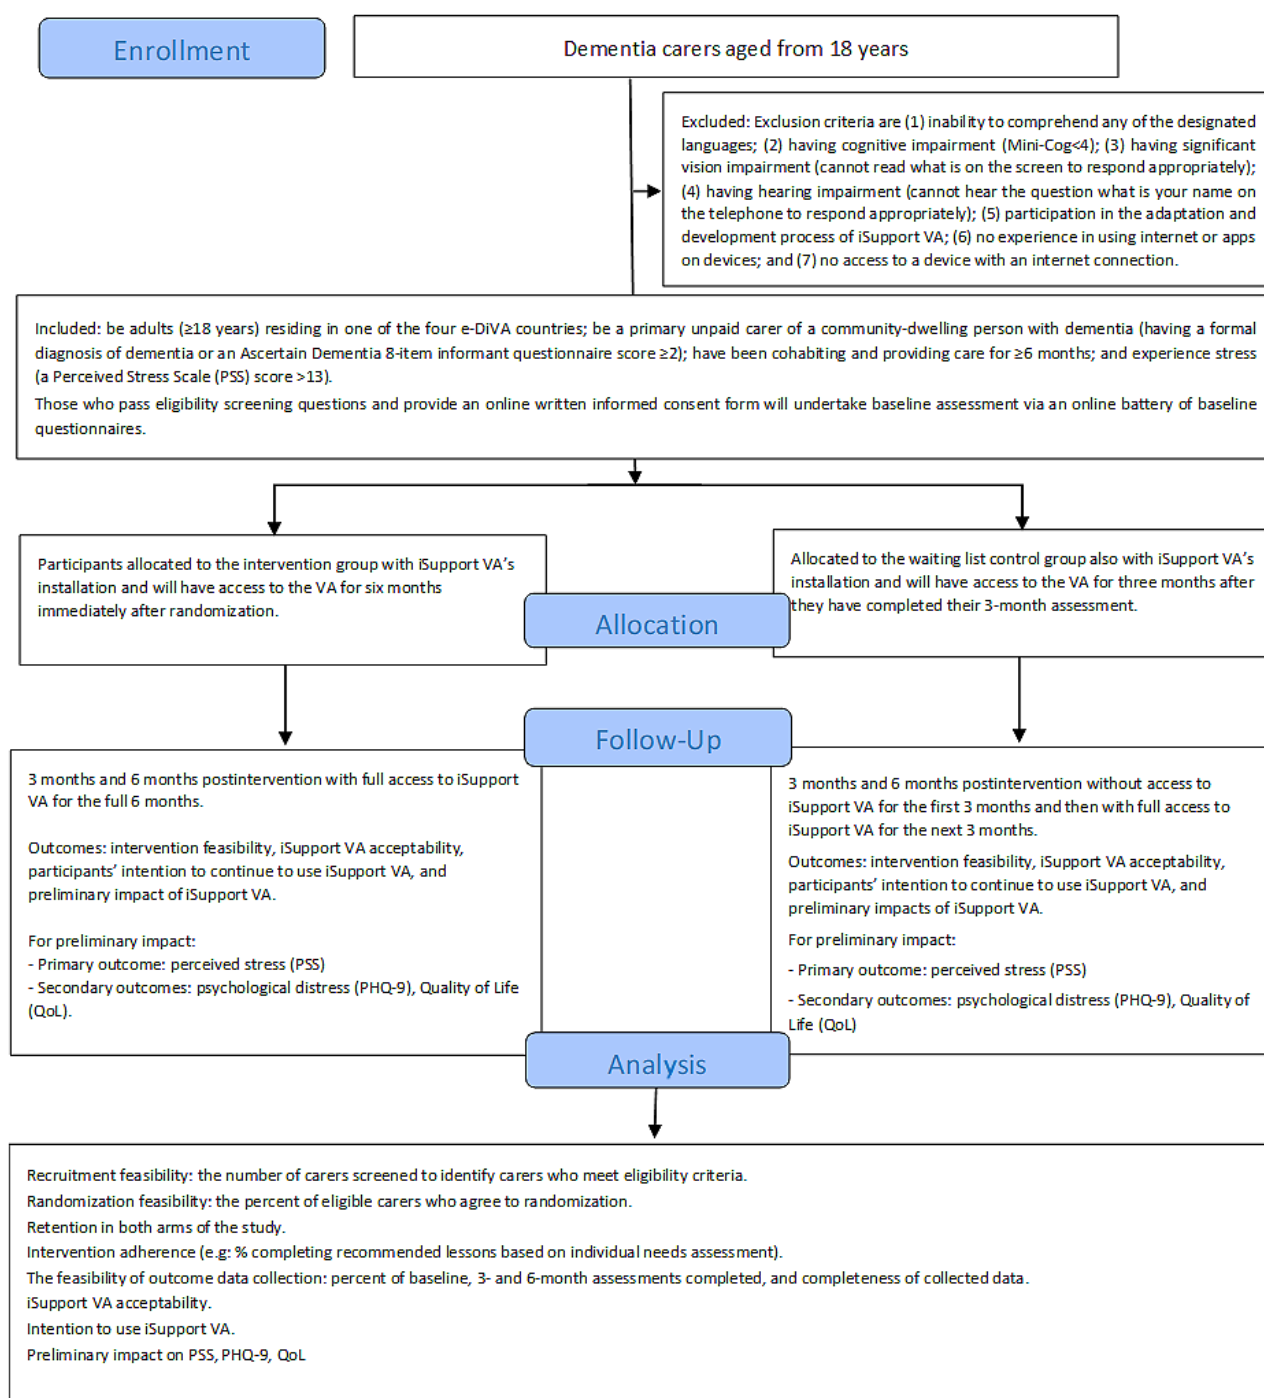 Enrollment
Dementia carers aged from 18 years
Excluded: Exclusion criteria are (1) inability to comprehend any of the designated
languages; (2) having cognitive impairment (Mini-Cog<4); (3) having significant
vision impairment (cannot read what is on the screen to respond appropriately);
(4) having hearing impairment (cannot hear the question what is your name on
the telephone to respond appropriately); (5) participation in the adaptation and
development process of iSupport VA; (6) no experience in using internet or apps
on devices; and (7) no access to a device with an internet connection.
Included: be adults (≥18 years) residing in one of the four e-DiVA countries; be a primary unpaid carer of a community-dwelling person with dementia (having a formal
diagnosis of dementia or an Ascertain Dementia 8-item informant questionnaire score ≥2); have been cohabiting and providing care for ≥6 months; and experience stress
(a Perceived Stress Scale (PSS) score >13).
Those who pass eligibility screening questions and provide an online written informed consent form will undertake baseline assessment via an online battery of baseline
questionnaires.
Participants allocated to the intervention group with iSupport VA's
installation and will have access to the VA for six months
immediately after randomization.
Allocated to the waiting list control group also with iSupport VA's
installation and will have access to the VA for three months after
they have completed their 3-month assessment.
Allocation
Follow-Up
3 months and 6 months postintervention with full access to iSupport
VA for the full 6 months.
Outcomes: intervention feasibility, iSupport VA acceptability,
participants' intention to continue to use iSupport VA, and
preliminary impact of iSupport VA.
For preliminary impact:
- Primary outcome: perceived stress (PSS)
- Secondary outcomes: psychological distress (PHQ-9), Quality of Life
(QoL).
3 months and 6 months postintervention without access to
iSupport VA for the first 3 months and then with full access to
iSupport VA for the next 3 months.
Outcomes: intervention feasibility, iSupport VA acceptability,
participants' intention to continue to use iSupport VA, and
preliminary impacts of iSupport VA.
For preliminary impact:
- Primary outcome: perceived stress (PSS)
- Secondary outcomes: psychological distress (PHQ-9), Quality of
Life (QoL)
Analysis
Recruitment feasibility: the number of carers screened to identify carers who meet eligibility criteria.
Randomization feasibility: the percent of eligible carers who agree to randomization.
Retention in both arms of the study.
Intervention adherence (e.g: % completing recommended lessons based on individual needs assessment).
The feasibility of outcome data collection: percent of baseline, 3- and 6-month assessments completed, and completeness of collected data.
iSupport VA acceptability.
Intention to use iSupport VA.
Preliminary impact on PSS, PHQ-9, QoL